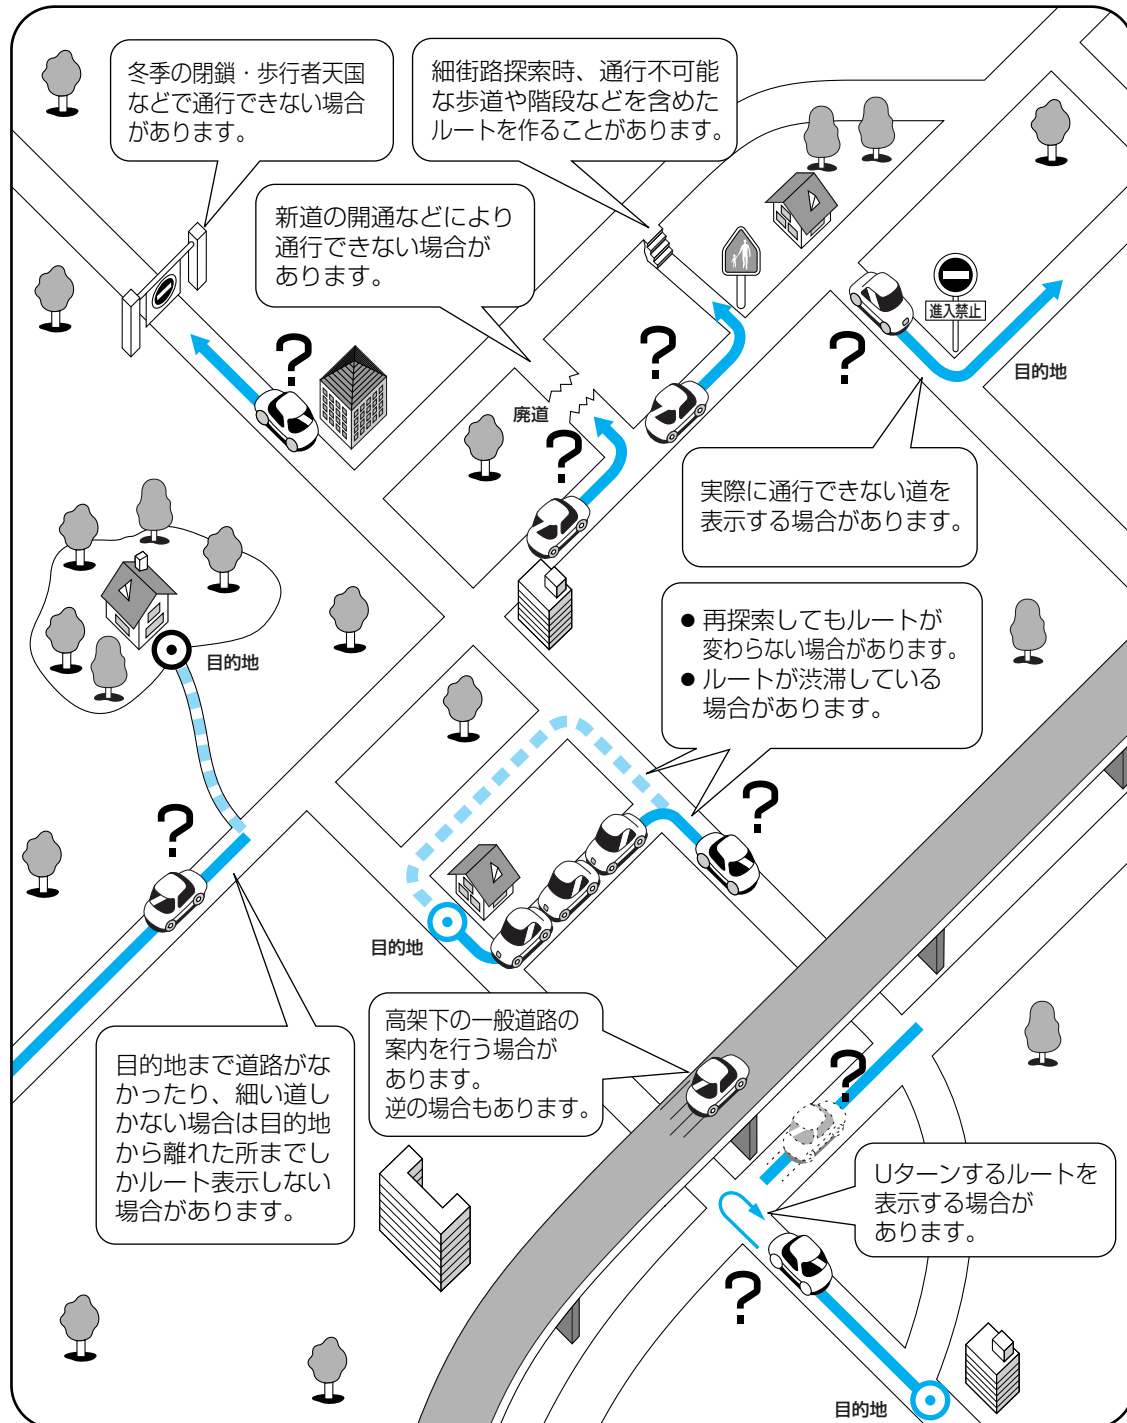 冬季の閉鎖・歩行者天国
などで通行できない場合
があります。
細街路探索時、通行不可能
な歩道や階段などを含めた
ルートを作ることがあります。
新道の開通などにより
通行できない場合が
あります。
進入禁止
目的地
廃道
実際に通行できない道を
表示する場合があります。
● 再探索してもルートが
変わらない場合があります。
● ルートが渋滞している
場合があります。
目的地
目的地
高架下の一般道路の
案内を行う場合が
あります。
逆の場合もあります。
目的地まで道路がな
かったり、細い道し
かない場合は目的地
から離れた所までし
かルート表示しない
場合があります。
Uターンするルートを
表示する場合が
あります。
目的地